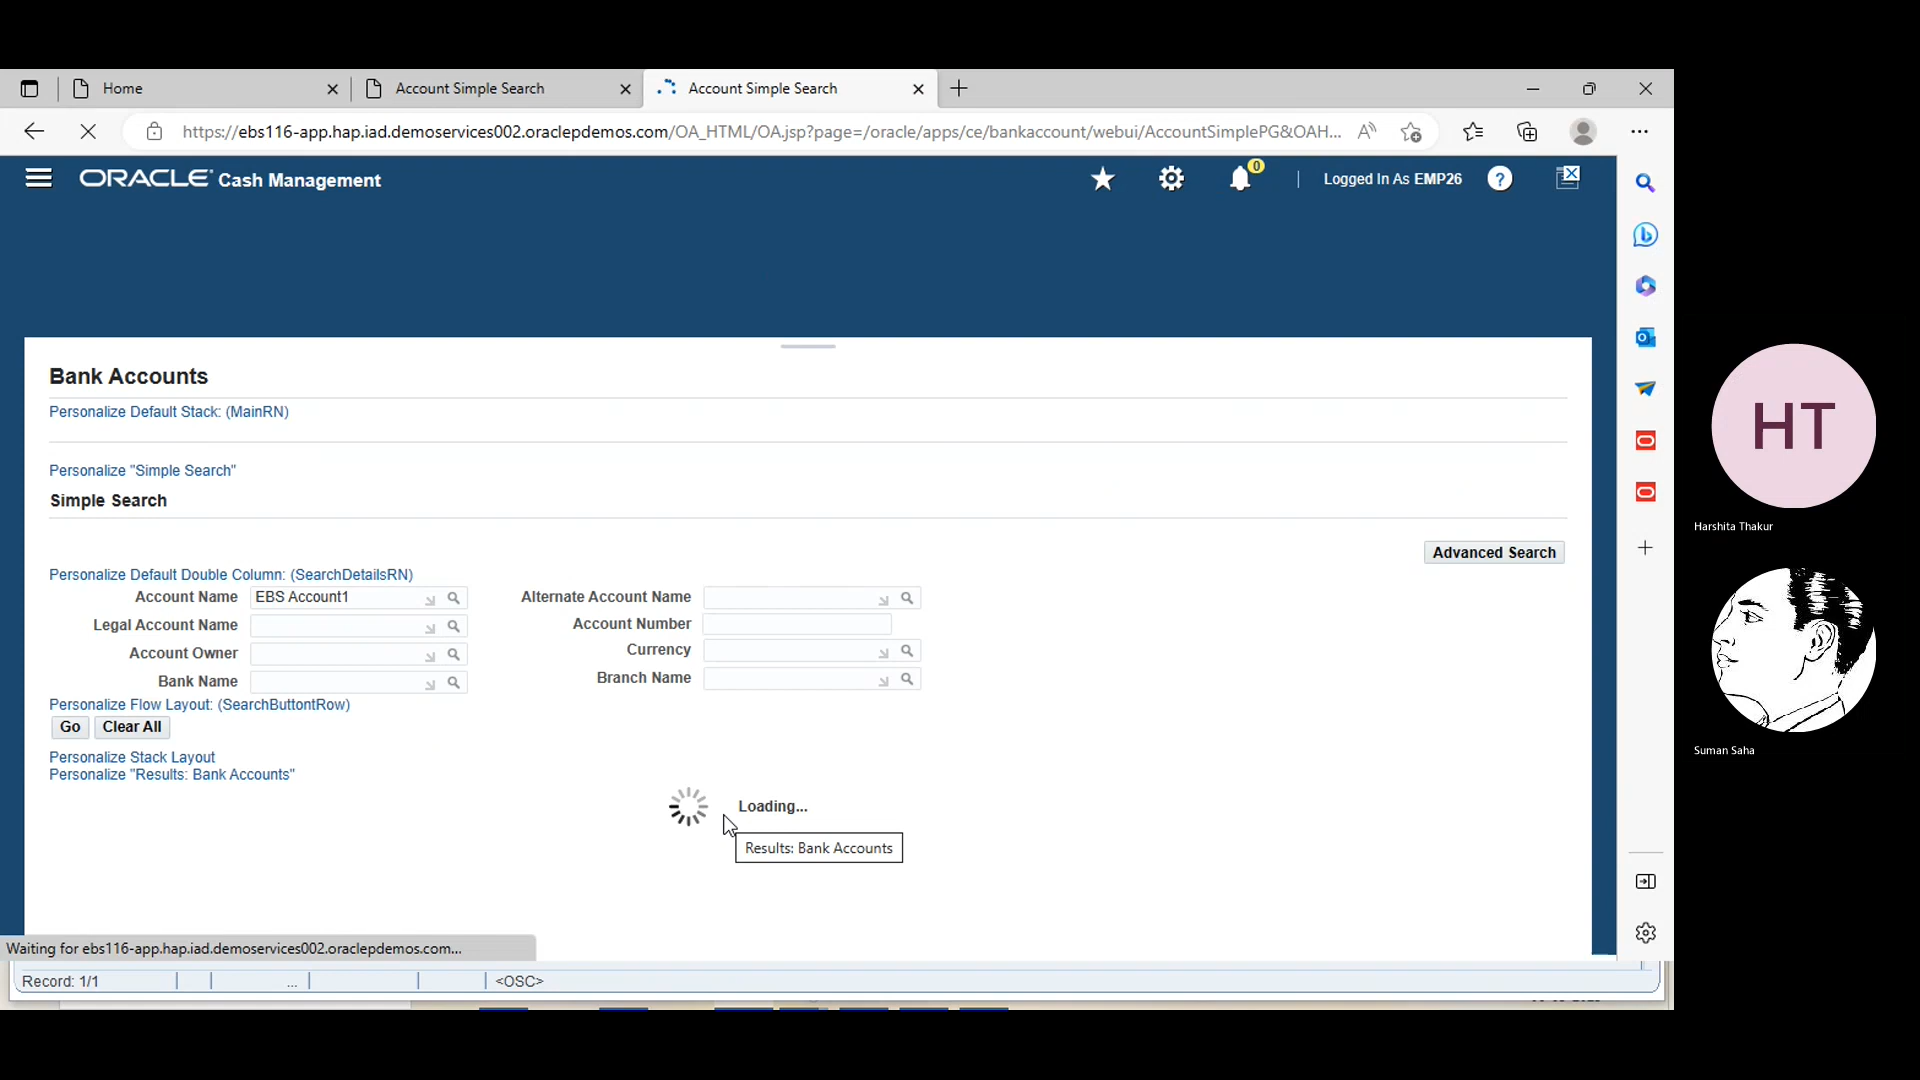 Home
Account Simple Search
Account Simple Search
https://ebs116-app.hap.iad.demoservices002.oraclepdemos.com/OA_HTML/OA.jsp?page=/oracle/apps/ce/bankaccount/webui/AccountSimplePG&OAH...
ORACLE Cash Management
0
Logged In As EMP26
?
Bank Accounts
Personalize Default Stack: (MainRN)
Personalize "Simple Search"
Simple Search
Advanced Search
Personalize Default Double Column: (SearchDetailsRN)
Account Name EBS Account1 Alternate Account Name
Legal Account Name Account Number
Account Owner Currency
Bank Name Branch Name
Personalize Flow Layout: (SearchButtontRow)
Go Clear All
Personalize Stack Layout
Personalize "Results: Bank Accounts"
Loading...
Results: Bank Accounts
Waiting for ebs116-app.hap.iad.demoservices002.oraclepdemos.com...
Record: 1/1 ... <OSC>
HT
Harshita Thakur
Suman Saha